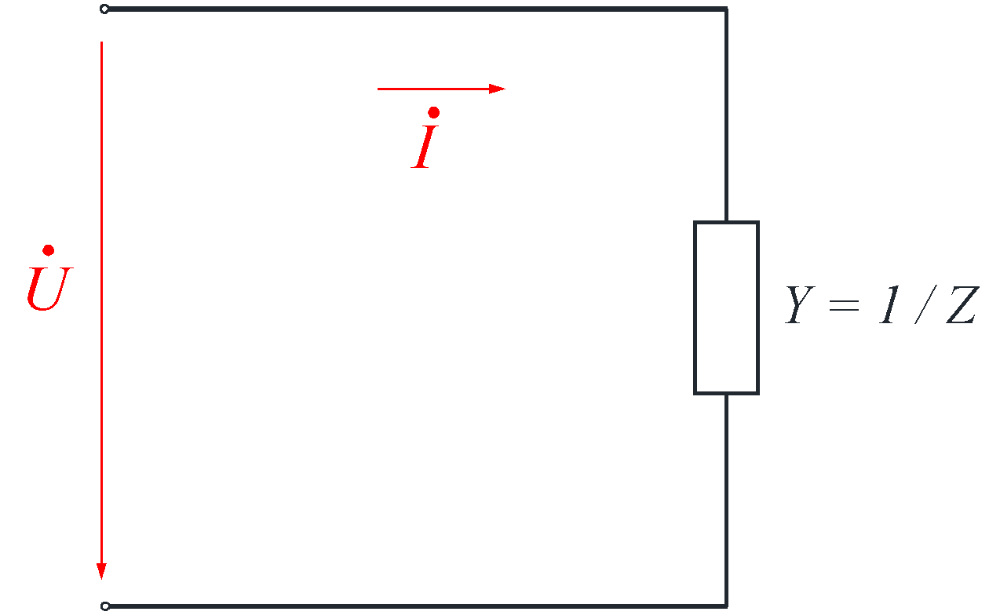 İ
U̇
Y = 1 / Z